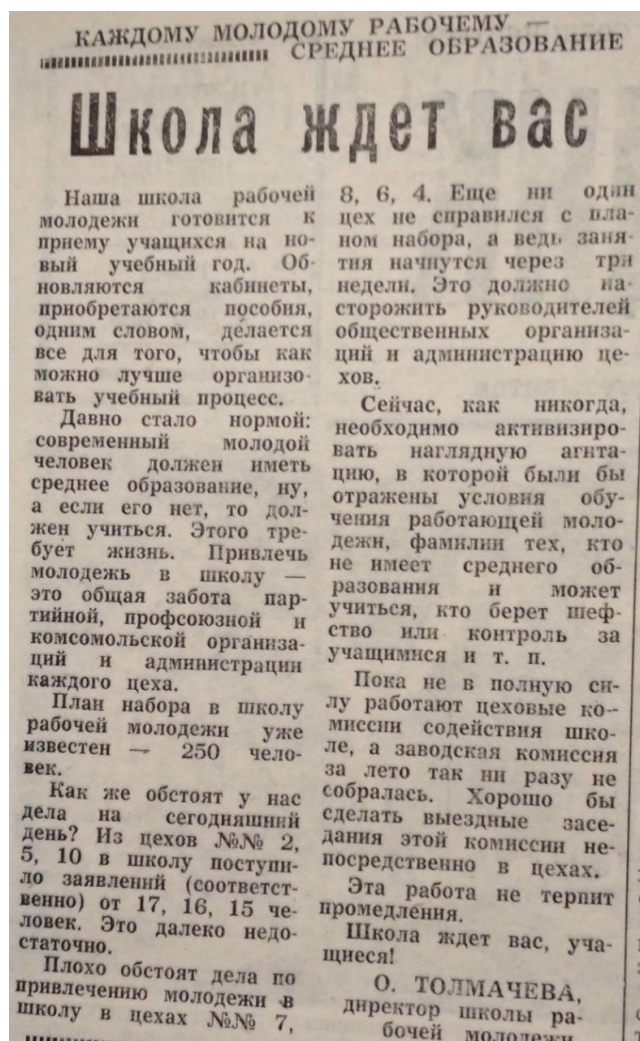 КАЖДОМУ МОЛОДОМУ РАБОЧЕМУ —
СРЕДНЕЕ ОБРАЗОВАНИЕ
Школа ждет вас
Наша школа рабочей
молодежи готовится к
приему учащихся на но-
вый учебный год. Об-
новляются кабинеты,
приобретаются пособия,
одним словом, делается
все для того, чтобы как
можно лучше организо-
вать учебный процесс.
Давно стало нормой:
современный молодой
человек должен иметь
среднее образование, ну,
а если его нет, то дол-
жен учиться. Этого тре-
бует жизнь. Привлечь
молодежь в школу —
это общая забота пар-
тийной, профсоюзной и
комсомольской организа-
ций и администрации
каждого цеха.
План набора в школу
рабочей молодежи уже
известен — 250 чело-
век.
Как же обстоят у нас
дела на сегодняшний
день? Из цехов №№ 2,
5, 10 в школу поступи-
ло заявлений (соответст-
венно) от 17, 16, 15 че-
ловек. Это далеко недо-
статочно.
Плохо обстоят дела по
привлечению молодежи в
школу в цехах №№ 7,
8, 6, 4. Еще ни один
цех не справился с пла-
ном набора, а ведь заня-
тия начнутся через три
недели. Это должно на-
сторожить руководителей
общественных организа-
ций и администрацию це-
хов.
Сейчас, как никогда,
необходимо активизиро-
вать наглядную агита-
цию, в которой были бы
отражены условия обу-
чения работающей моло-
дежи, фамилии тех, кто
не имеет среднего об-
разования и может
учиться, кто берет шеф-
ство или контроль за
учащимися и т. п.
Пока не в полную си-
лу работают цеховые ко-
миссии содействия шко-
ле, а заводская комиссия
за лето так ни разу не
собралась. Хорошо бы
сделать выездные засе-
дания этой комиссии не-
посредственно в цехах.
Эта работа не терпит
промедления.
Школа ждет вас, уча-
щиеся!
О. ТОЛМАЧЕВА,
директор школы ра-
бочей молодежи